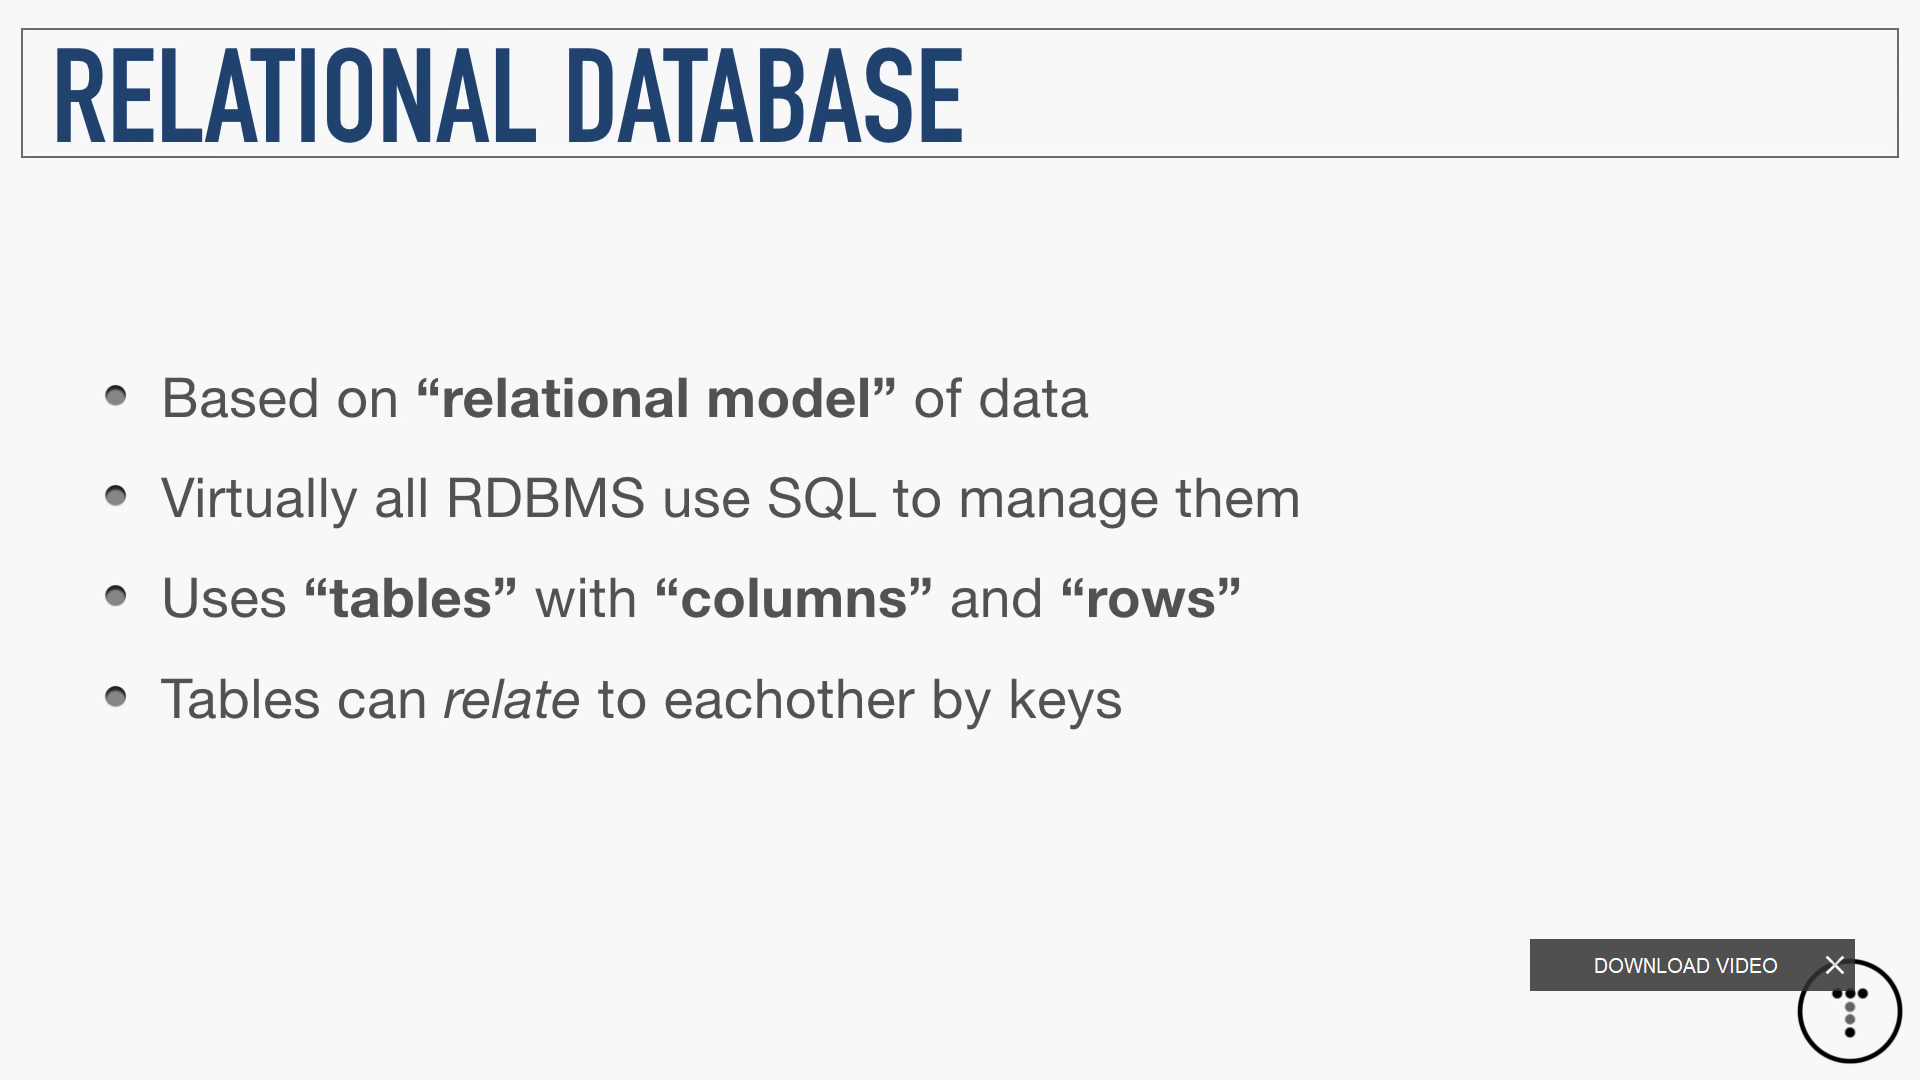 RELATIONAL DATABASE
Based on “relational model” of data
Virtually all RDBMS use SQL to manage them
Uses “tables” with “columns” and “rows”
Tables can relate to eachother by keys
DOWNLOAD VIDEO